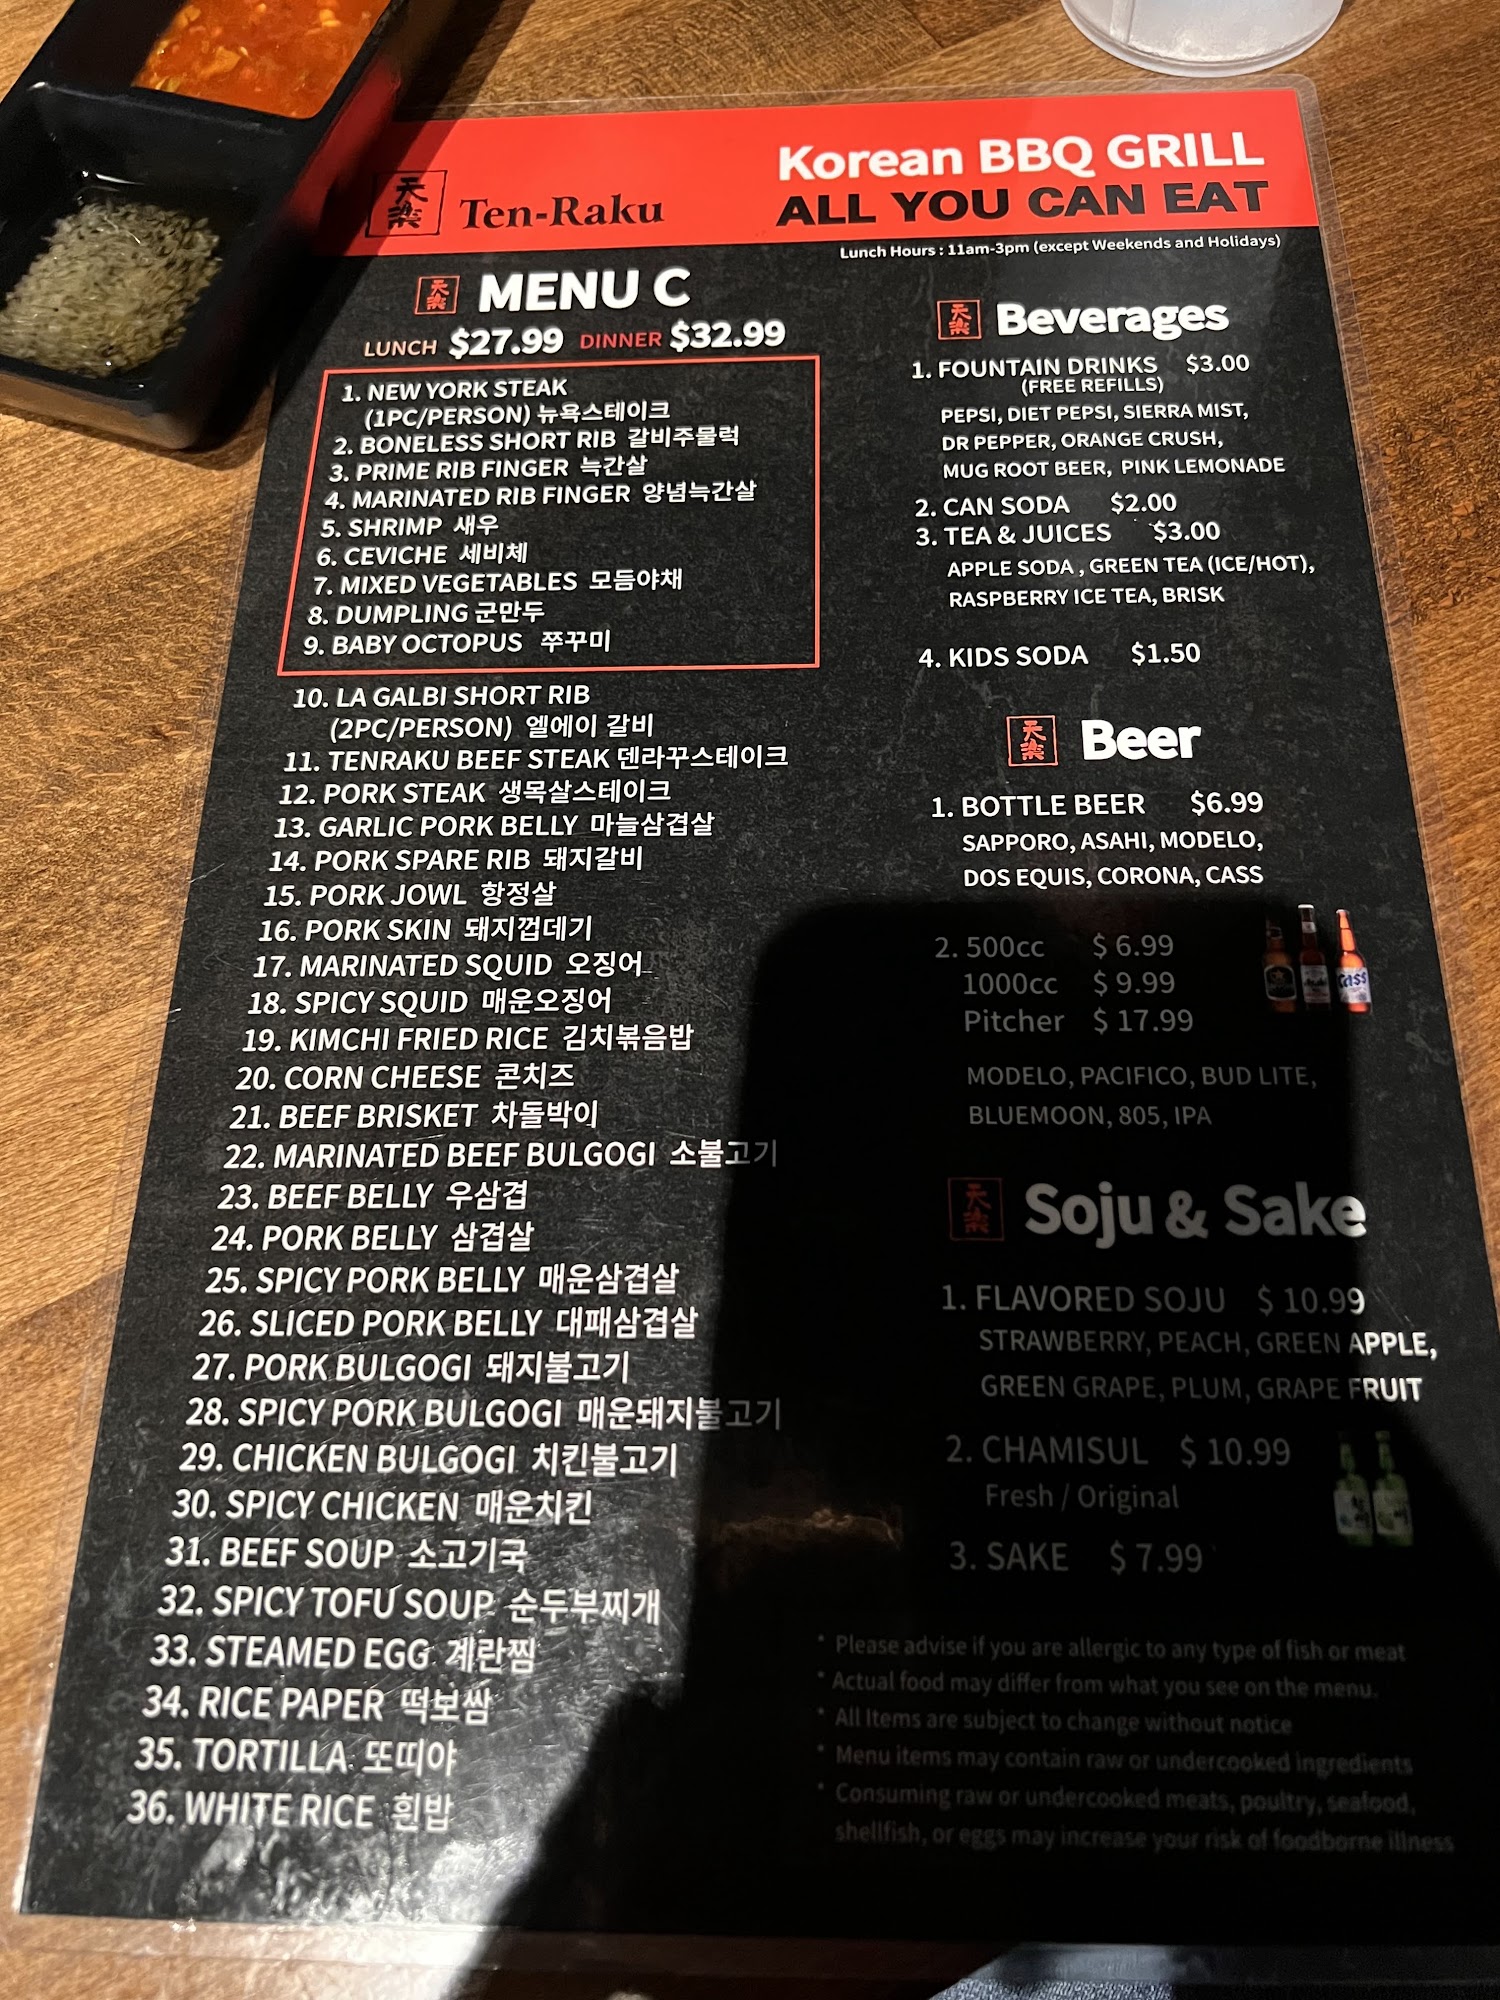 天楽 Ten-Raku
Korean BBQ GRILL
ALL YOU CAN EAT
Lunch Hours : 11am-3pm (except Weekends and Holidays)
天楽 MENU C
LUNCH $27.99 DINNER $32.99
1. NEW YORK STEAK
(1PC/PERSON) 뉴욕스테이크
2. BONELESS SHORT RIB 갈비주물럭
3. PRIME RIB FINGER 늑간살
4. MARINATED RIB FINGER 양념늑간살
5. SHRIMP 새우
6. CEVICHE 세비체
7. MIXED VEGETABLES 모듬야채
8. DUMPLING 군만두
9. BABY OCTOPUS 쭈꾸미
10. LA GALBI SHORT RIB
(2PC/PERSON) 엘에이 갈비
11. TENRAKU BEEF STEAK 덴라꾸스테이크
12. PORK STEAK 생목살스테이크
13. GARLIC PORK BELLY 마늘삼겹살
14. PORK SPARE RIB 돼지갈비
15. PORK JOWL 항정살
16. PORK SKIN 돼지껍데기
17. MARINATED SQUID 오징어
18. SPICY SQUID 매운오징어
19. KIMCHI FRIED RICE 김치볶음밥
20. CORN CHEESE 콘치즈
21. BEEF BRISKET 차돌박이
22. MARINATED BEEF BULGOGI 소불고기
23. BEEF BELLY 우삼겹
24. PORK BELLY 삼겹살
25. SPICY PORK BELLY 매운삼겹살
26. SLICED PORK BELLY 대패삼겹살
27. PORK BULGOGI 돼지불고기
28. SPICY PORK BULGOGI 매운돼지불고기
29. CHICKEN BULGOGI 치킨불고기
30. SPICY CHICKEN 매운치킨
31. BEEF SOUP 소고기국
32. SPICY TOFU SOUP 순두부찌개
33. STEAMED EGG 계란찜
34. RICE PAPER 떡보쌈
35. TORTILLA 또띠야
36. WHITE RICE 흰밥
天楽 Beverages
1. FOUNTAIN DRINKS $3.00
(FREE REFILLS)
PEPSI, DIET PEPSI, SIERRA MIST,
DR PEPPER, ORANGE CRUSH,
MUG ROOT BEER, PINK LEMONADE
2. CAN SODA $2.00
3. TEA & JUICES $3.00
APPLE SODA , GREEN TEA (ICE/HOT),
RASPBERRY ICE TEA, BRISK
4. KIDS SODA $1.50
天楽 Beer
1. BOTTLE BEER $6.99
SAPPORO, ASAHI, MODELO,
DOS EQUIS, CORONA, CASS
2. 500cc $ 6.99
1000cc $ 9.99
Pitcher $ 17.99
Cass
MODELO, PACIFICO, BUD LITE,
BLUEMOON, 805, IPA
天楽 Soju & Sake
1. FLAVORED SOJU $ 10.99
STRAWBERRY, PEACH, GREEN APPLE,
GREEN GRAPE, PLUM, GRAPE FRUIT
2. CHAMISUL $ 10.99
Fresh / Original
3. SAKE $ 7.99
* Please advise if you are allergic to any type of fish or meat
* Actual food may differ from what you see on the menu.
* All Items are subject to change without notice
* Menu items may contain raw or undercooked ingredients
* Consuming raw or undercooked meats, poultry, seafood,
shellfish, or eggs may increase your risk of foodborne illness